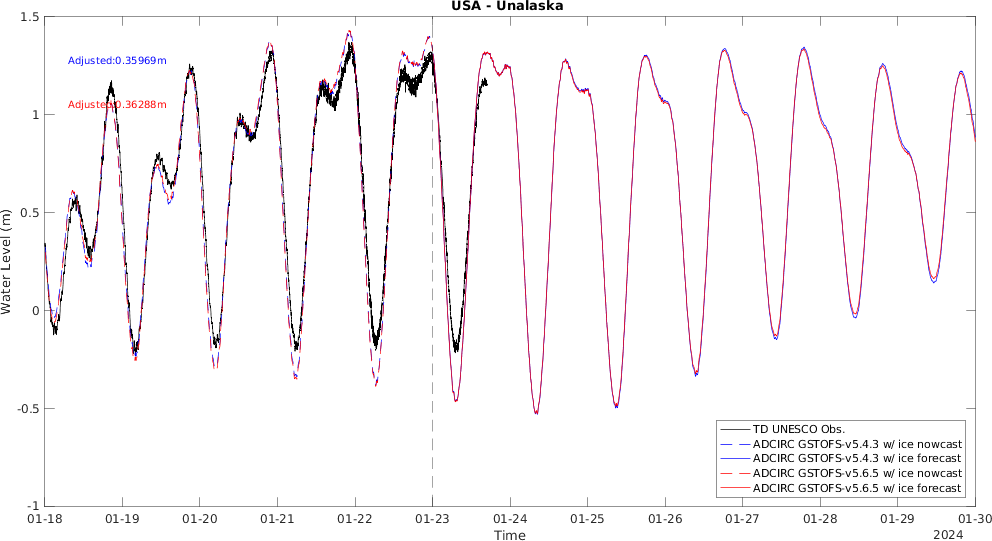 USA - Unalaska
1.5
1
0.5
0
-0.5
-1
Water Level (m)
Adjusted:0.35969m
Adjusted:0.36288m
TD UNESCO Obs.
ADCIRC GSTOFS-v5.4.3 w/ ice nowcast
ADCIRC GSTOFS-v5.4.3 w/ ice forecast
ADCIRC GSTOFS-v5.6.5 w/ ice nowcast
ADCIRC GSTOFS-v5.6.5 w/ ice forecast
01-18 01-19 01-20 01-21 01-22 01-23 01-24 01-25 01-26 01-27 01-28 01-29 01-30
Time
2024